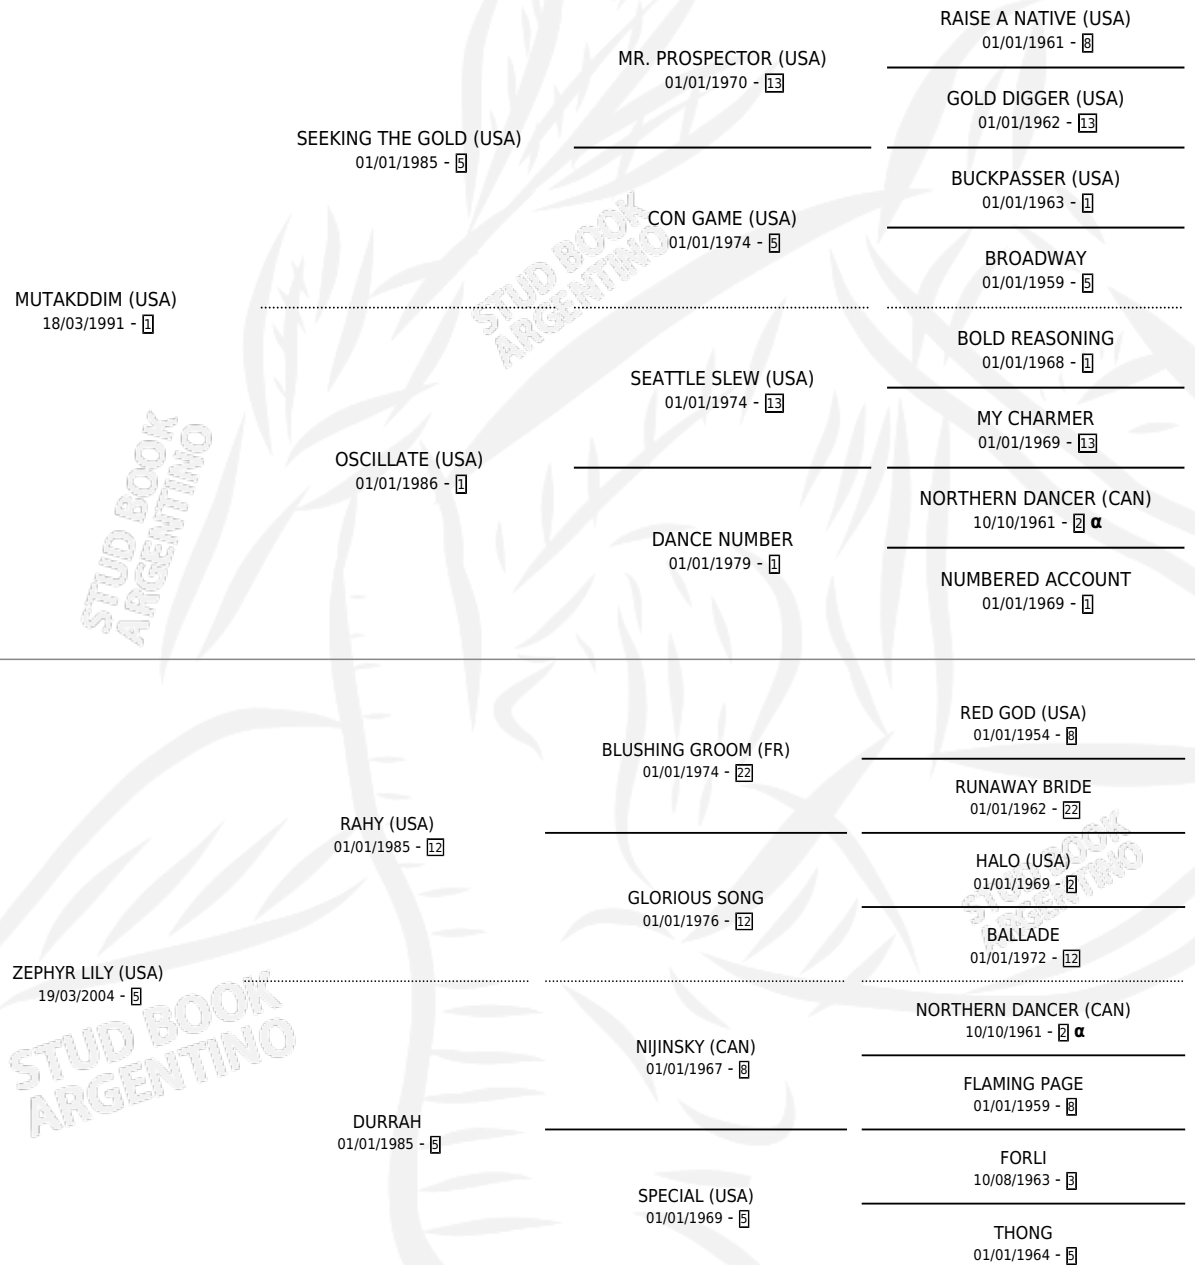 RAISE A NATIVE (USA)
01/01/1961 - 8
MR. PROSPECTOR (USA)
01/01/1970 - 13
GOLD DIGGER (USA)
01/01/1962 - 13
SEEKING THE GOLD (USA)
01/01/1985 - 5
BUCKPASSER (USA)
01/01/1963 - 1
CON GAME (USA)
01/01/1974 - 5
BROADWAY
01/01/1959 - 5
MUTAKDDIM (USA)
18/03/1991 - 1
BOLD REASONING
01/01/1968 - 1
SEATTLE SLEW (USA)
01/01/1974 - 13
MY CHARMER
01/01/1969 - 13
OSCILLATE (USA)
01/01/1986 - 1
NORTHERN DANCER (CAN)
10/10/1961 - 2 α
DANCE NUMBER
01/01/1979 - 1
NUMBERED ACCOUNT
01/01/1969 - 1
RED GOD (USA)
01/01/1954 - 8
BLUSHING GROOM (FR)
01/01/1974 - 22
RUNAWAY BRIDE
01/01/1962 - 22
RAHY (USA)
01/01/1985 - 12
HALO (USA)
01/01/1969 - 2
GLORIOUS SONG
01/01/1976 - 12
BALLADE
01/01/1972 - 12
ZEPHYR LILY (USA)
19/03/2004 - 5
NORTHERN DANCER (CAN)
10/10/1961 - 2 α
NIJINSKY (CAN)
01/01/1967 - 8
FLAMING PAGE
01/01/1959 - 8
DURRAH
01/01/1985 - 5
FORLI
10/08/1963 - 3
SPECIAL (USA)
01/01/1969 - 5
THONG
01/01/1964 - 5
STUD BOOK
ARGENTINO
STUD BOOK
ARGENTINO
STUD BOOK
ARGENTINO
STUD BOOK
ARGENTINO